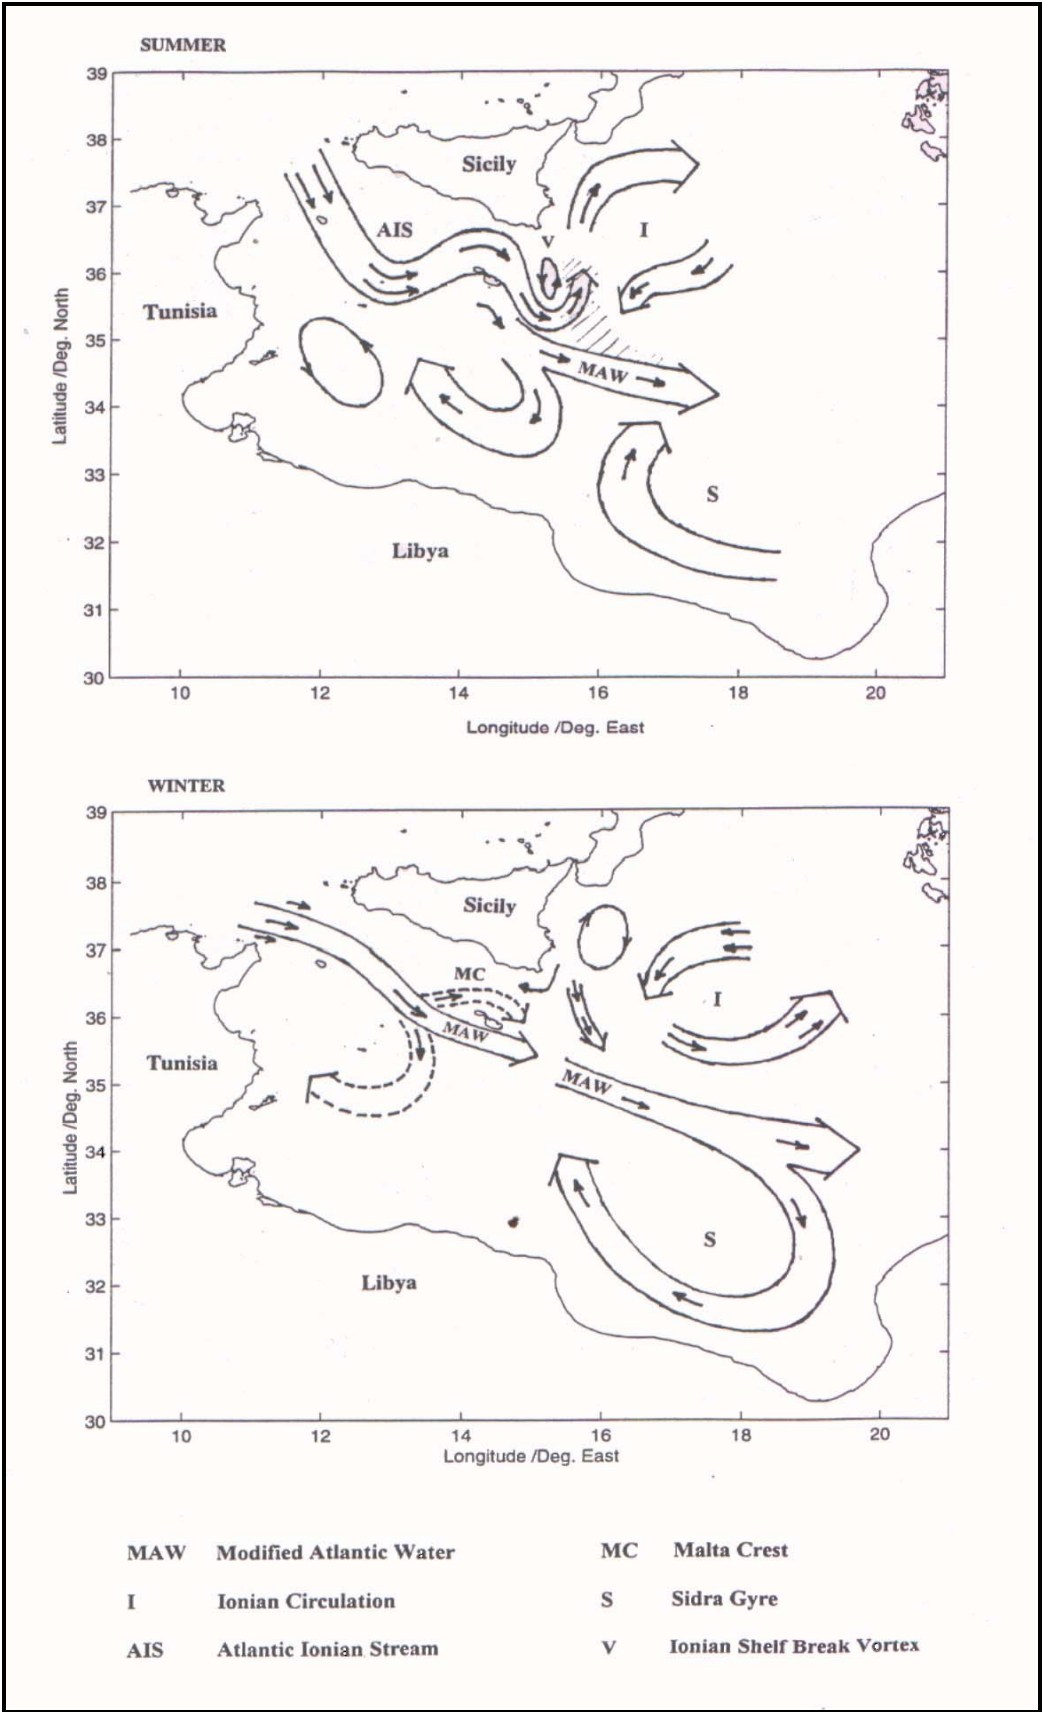 SUMMER
39
38
37
36
35
34
33
32
31
30
Latitude /Deg. North
Sicily
AIS
V
I
Tunisia
MAW
S
Libya
10 12 14 16 18 20
Longitude /Deg. East
WINTER
39
38
37
36
35
34
33
32
31
30
Latitude /Deg. North
Sicily
MC
I
MAW
Tunisia
MAW
S
Libya
10 12 14 16 18 20
Longitude /Deg. East
MAW Modified Atlantic Water MC Malta Crest
I Ionian Circulation S Sidra Gyre
AIS Atlantic Ionian Stream V Ionian Shelf Break Vortex